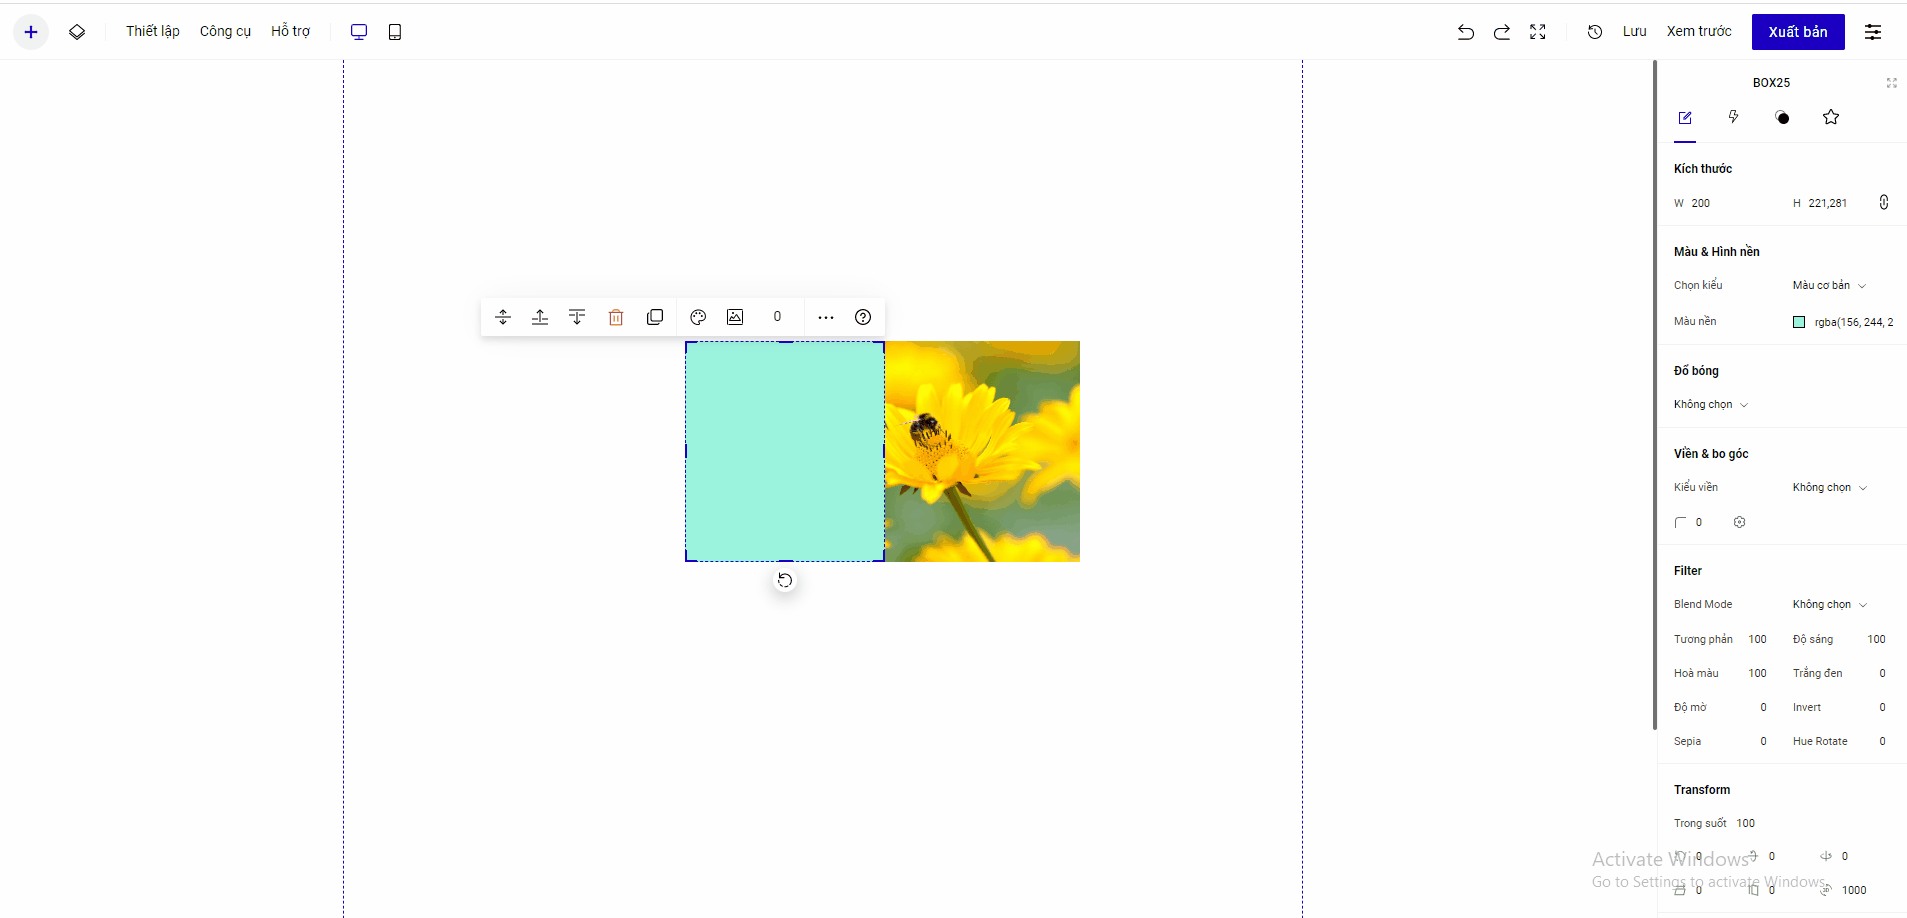 Thiết lập Công cụ Hỗ trợ Lưu Xem trước Xuất bản
BOX25
Kích thước
W 200 H 221,281
Màu & Hình nền
Chọn kiểu Màu cơ bản
Màu nền rgba(156, 244, 2
0
Đổ bóng
Không chọn
Viền & bo góc
Kiểu viền Không chọn
0
Filter
Blend Mode Không chọn
Tương phản 100 Độ sáng 100
Hoà màu 100 Trắng đen 0
Độ mờ 0 Invert 0
Sepia 0 Hue Rotate 0
Transform
Trong suốt 100
0 0 0
0 0 1000
Activate Windows
Go to Settings to activate Windows.